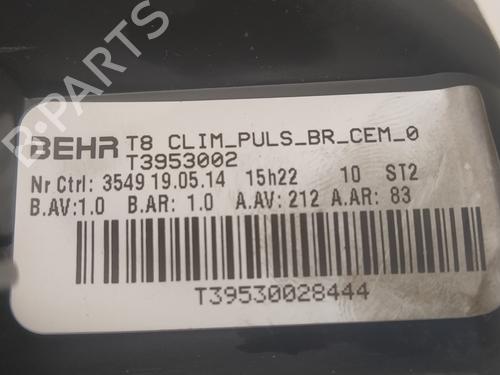 BEHR T8 CLIM_PULS_BR_CEM_0
T3953002
Nr Ctrl: 3549 19.05.14 15h22 10 ST2
B.AV:1.0 B.AR: 1.0 A.AV: 212 A.AR: 83
T39530028444